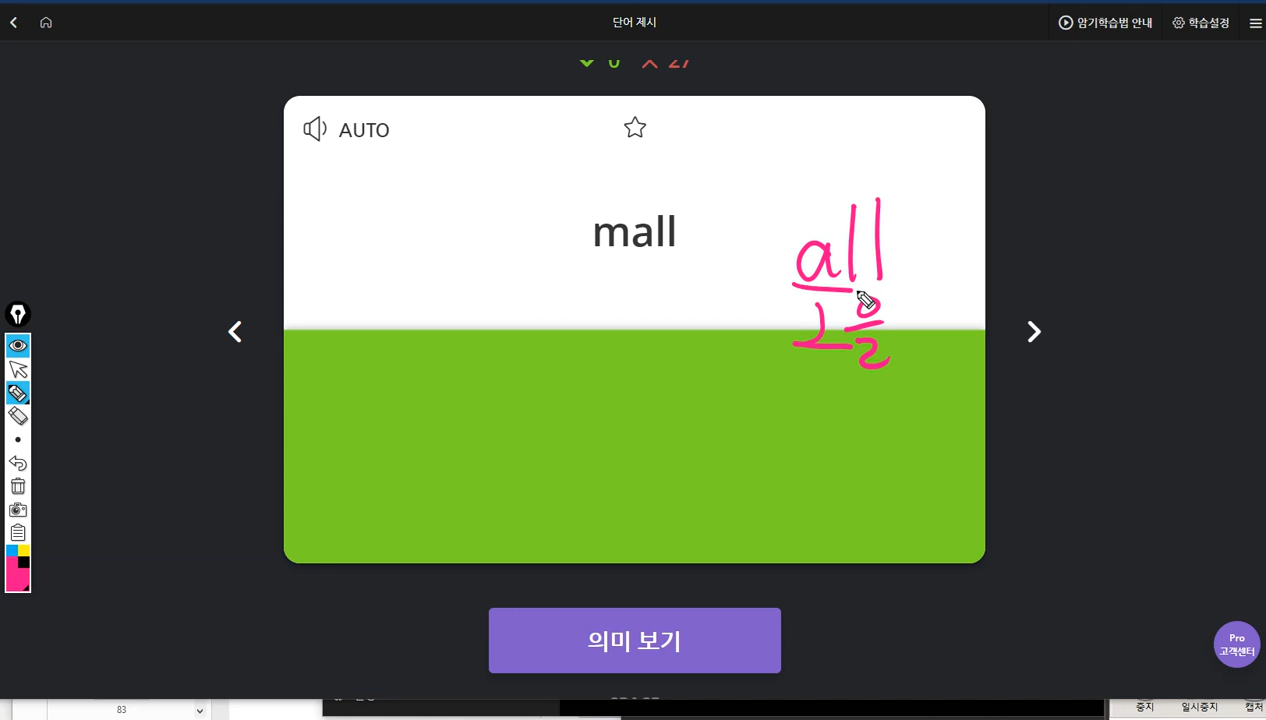 단어 제시
암기학습법 안내
학습설정
0
27
AUTO
mall
all
의미 보기
Pro
고객센터
83
중지
일시중지
캡처